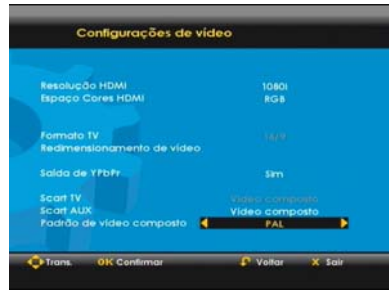 Configurações de vídeo
Resolução HDMI 1080i
Espaço Cores HDMI RGB
Formato TV 16/9
Redimensionamento de vídeo
Saída de YPbPr Sim
Scart TV Vídeo composto
Scart AUX Vídeo composto
Padrão de vídeo composto PAL
Trans. OK Confirmar Voltar X Sair